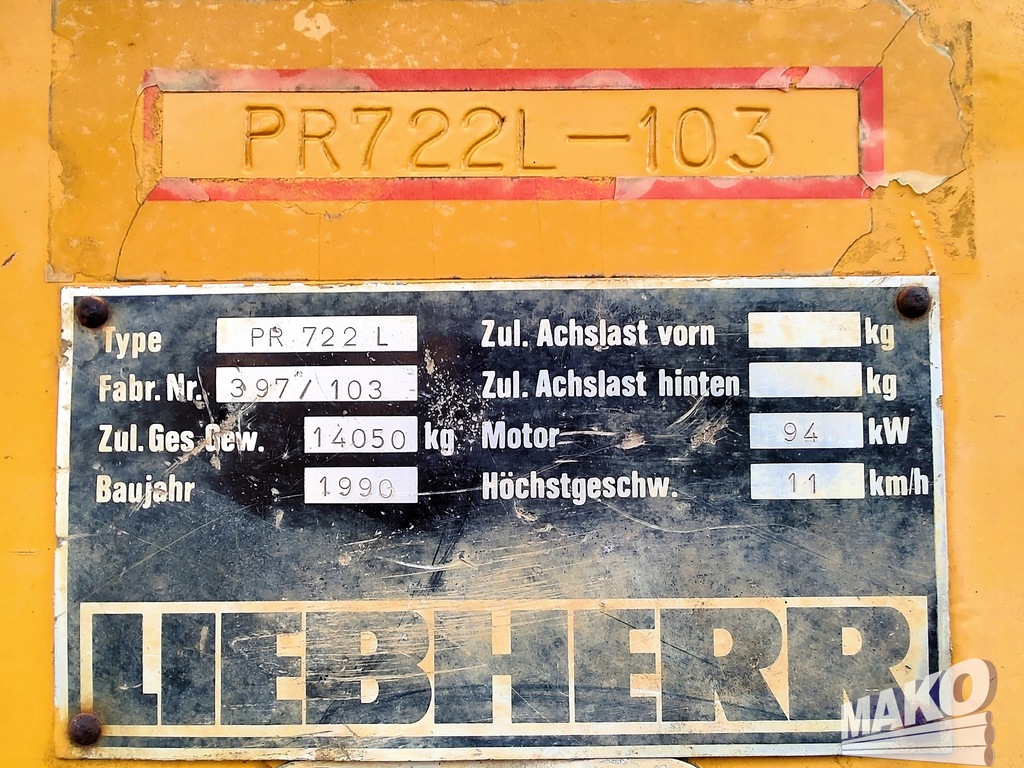 PR722L-103
Type PR 722 L Zul. Achslast vorn kg
Fabr. Nr. 397/103 Zul. Achslast hinten kg
Zul. Ges. Gew. 14050 kg Motor 94 kW
Baujahr 1990 Höchstgeschw. 11 km/h
LIEBHERR
MAKO